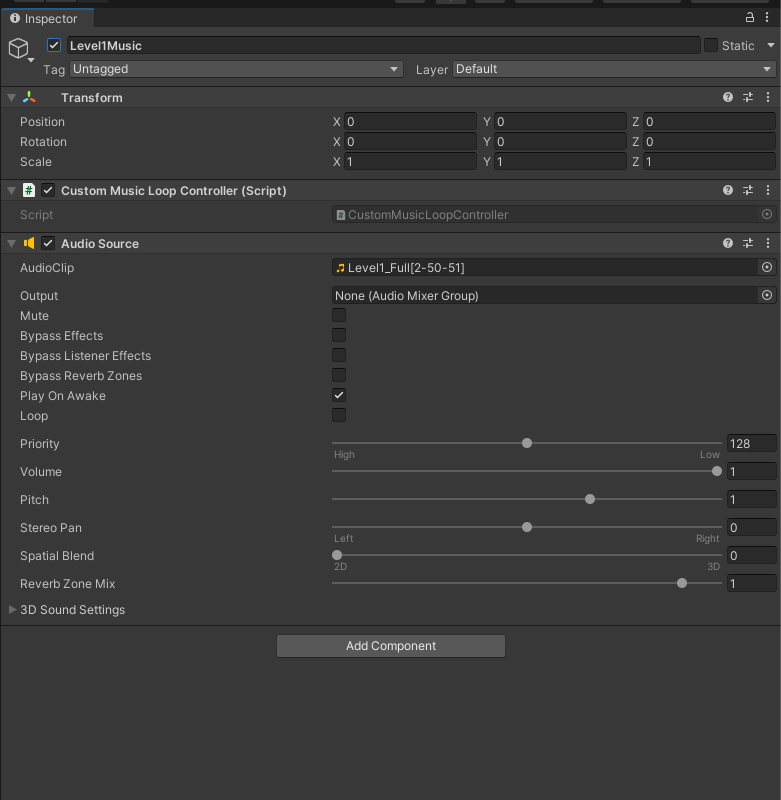 Inspector
Level1Music
Static
Tag Untagged Layer Default
Transform
Position X 0 Y 0 Z 0
Rotation X 0 Y 0 Z 0
Scale X 1 Y 1 Z 1
# Custom Music Loop Controller (Script)
Script # CustomMusicLoopController
Audio Source
AudioClip Level1_Full[2-50-51]
Output None (Audio Mixer Group)
Mute
Bypass Effects
Bypass Listener Effects
Bypass Reverb Zones
Play On Awake
Loop
Priority 128
High Low
Volume 1
Pitch 1
Stereo Pan 0
Left Right
Spatial Blend 0
2D 3D
Reverb Zone Mix 1
3D Sound Settings
Add Component